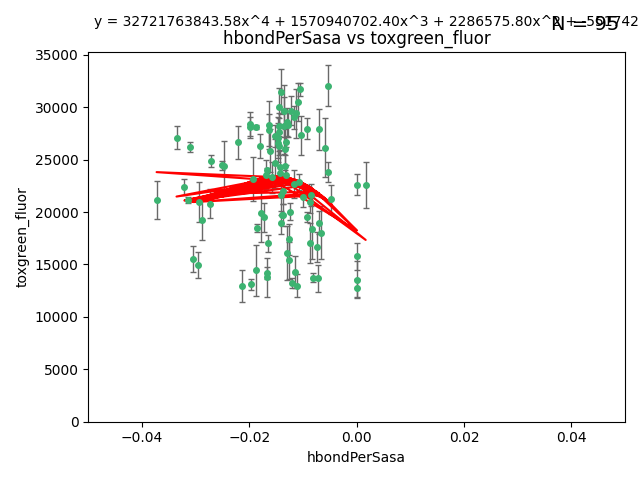 y = 32721763843.58x^4 + 1570940702.40x^3 + 2286575.80x^2 +
N = 95
hbondPerSasa vs toxgreen_fluor
toxgreen_fluor
35000
30000
25000
20000
15000
10000
5000
0
−0.04
−0.02
0.00
0.02
0.04
hbondPerSasa